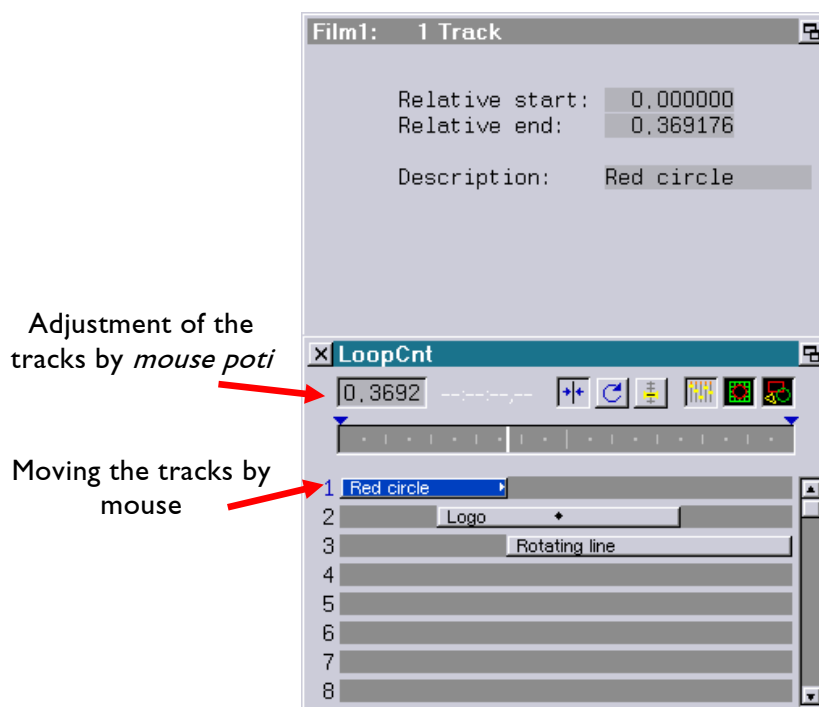 Film1: 1 Track
Relative start: 0,000000
Relative end: 0,369176
Description: Red circle
Adjustment of the
tracks by mouse poti
LoopCnt
0,3692 --:--:--,--
Moving the tracks by
mouse
1 Red circle
2 Logo
3 Rotating line
4
5
6
7
8